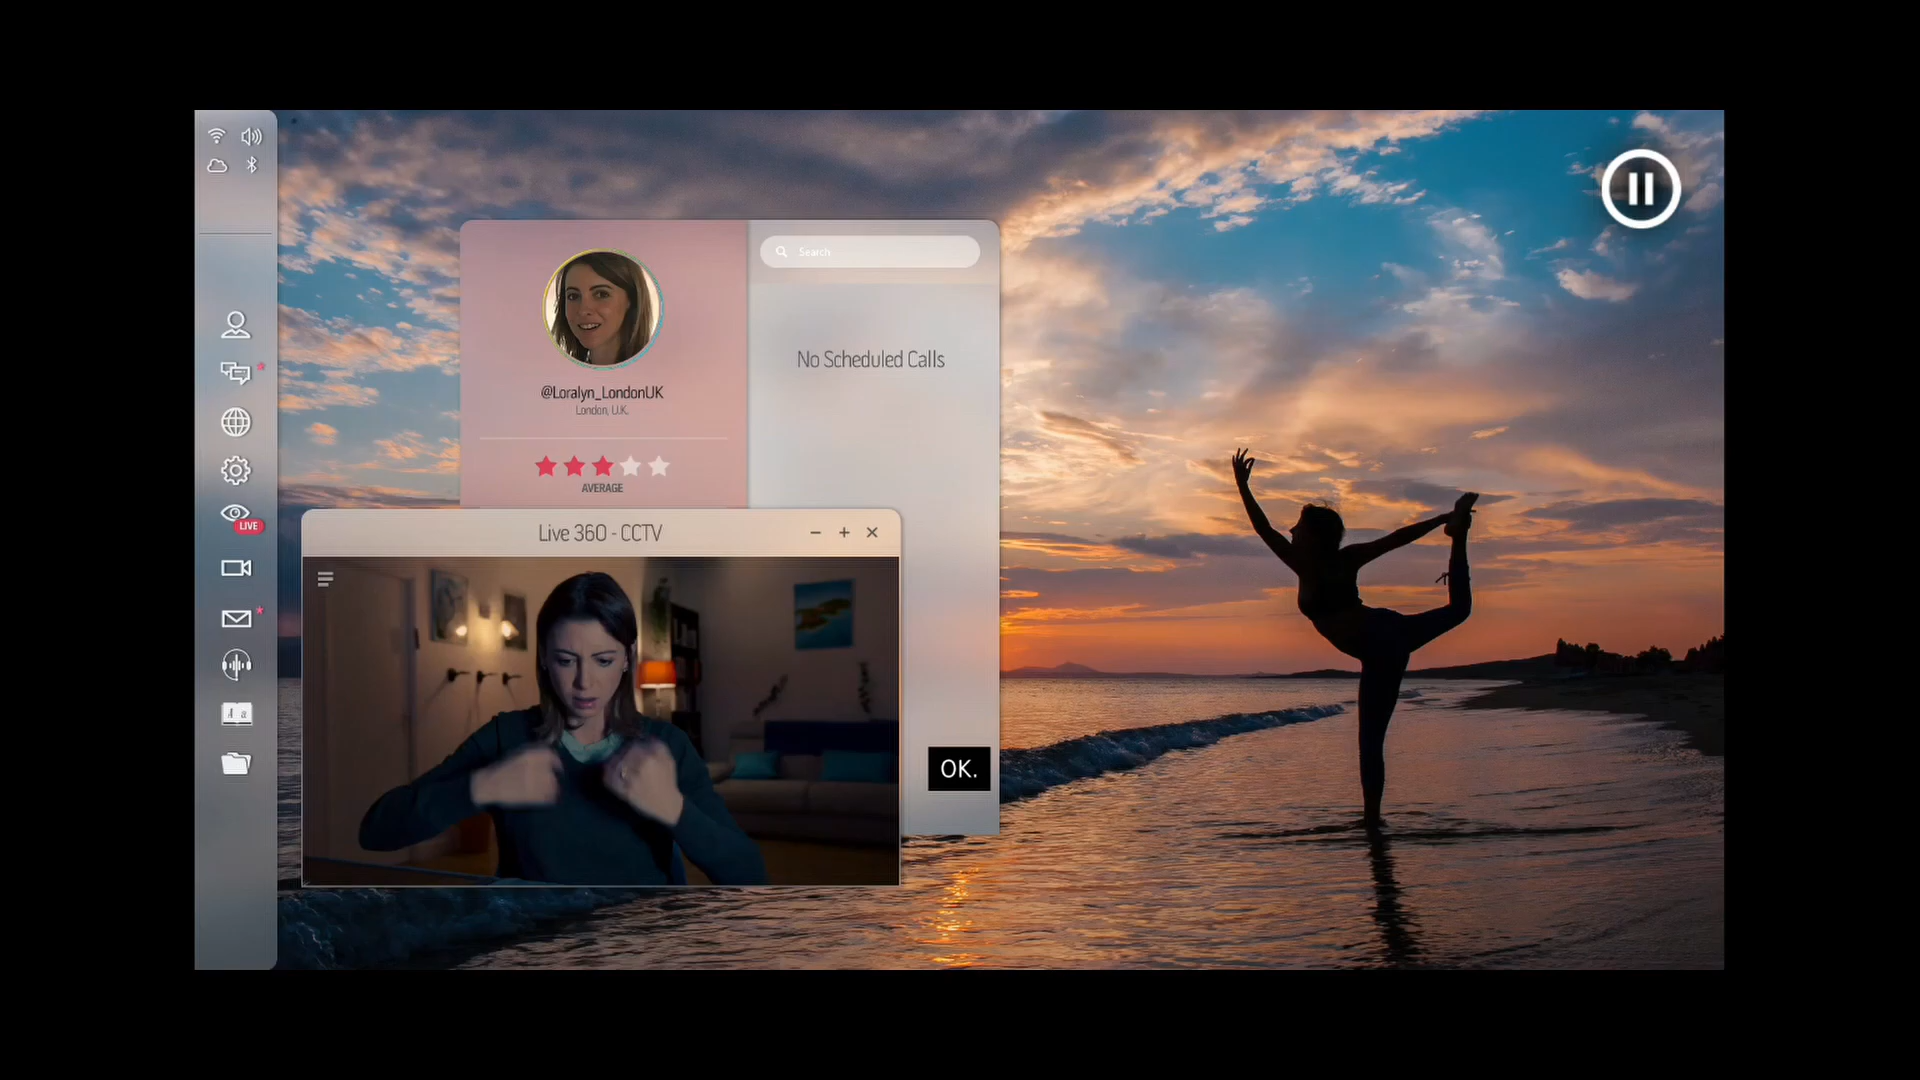 Search
No Scheduled Calls
@Loralyn_LondonUK
London, U.K.
AVERAGE
LIVE
Live 360 - CCTV
A a
OK.